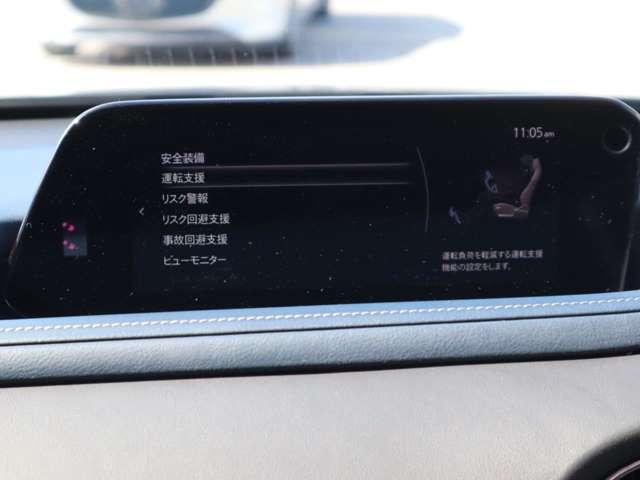 11:05 am
安全装備
運転支援
リスク警報
リスク回避支援
事故回避支援
ビューモニター
運転負荷を軽減する運転支援
機能の設定をします。